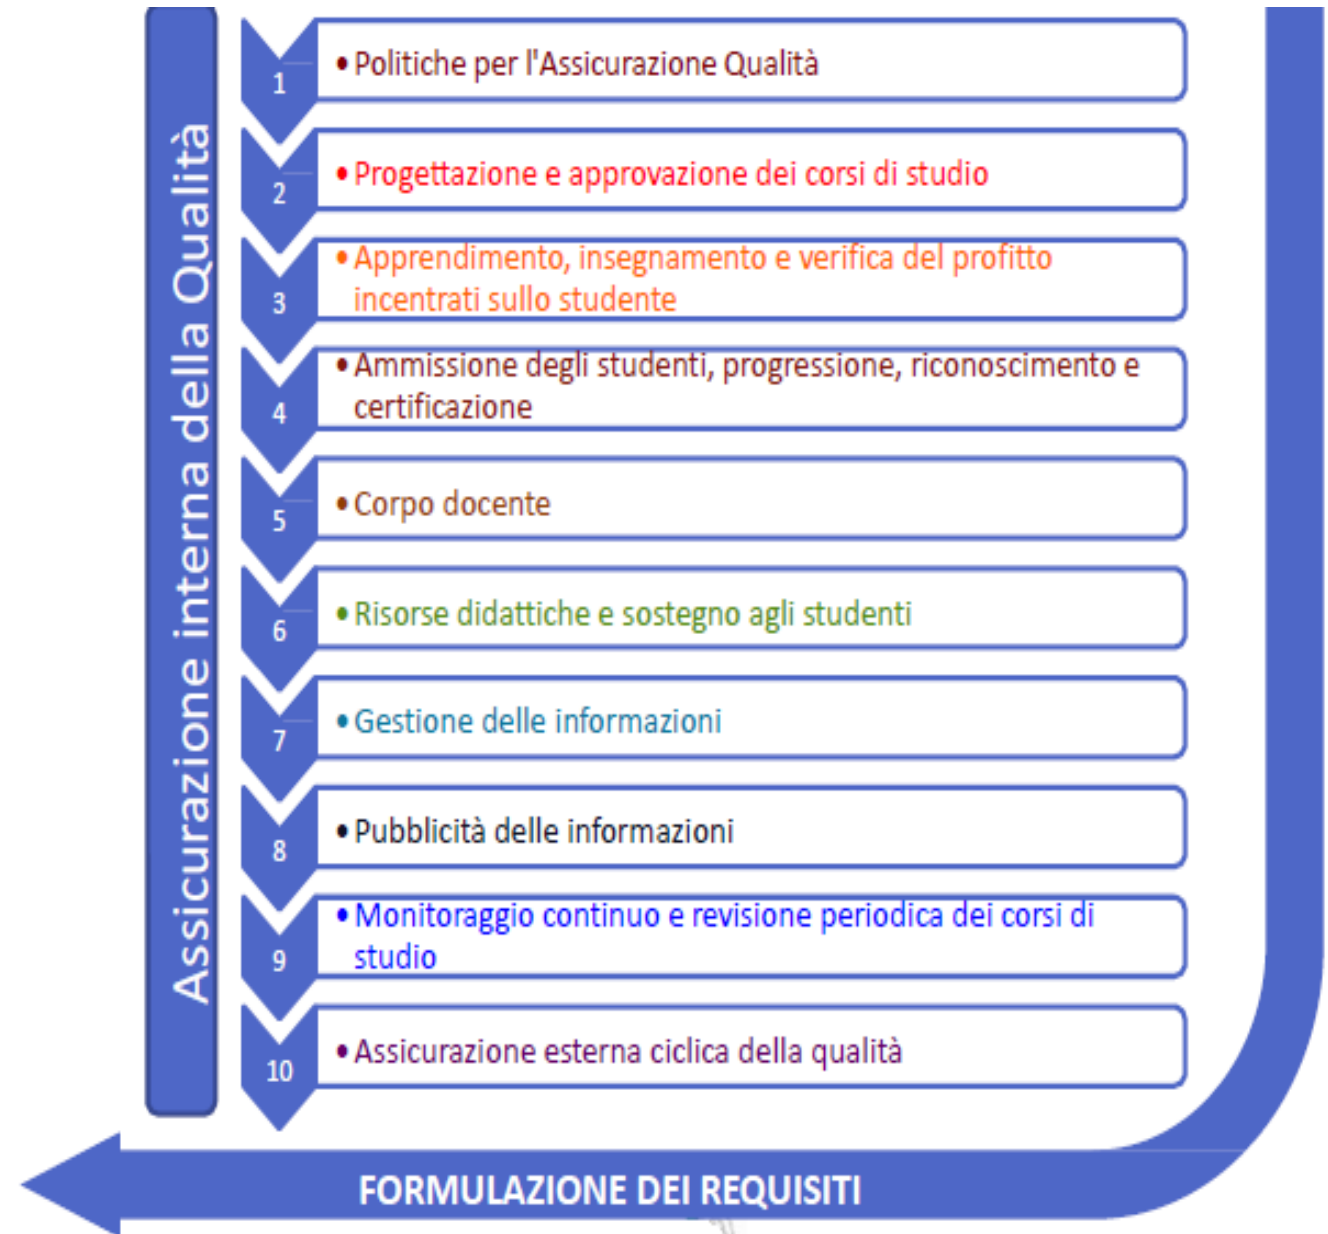 Assicurazione interna della Qualità
1
• Politiche per l'Assicurazione Qualità
2
• Progettazione e approvazione dei corsi di studio
3
• Apprendimento, insegnamento e verifica del profitto
incentrati sullo studente
4
• Ammissione degli studenti, progressione, riconoscimento e
certificazione
5
• Corpo docente
6
• Risorse didattiche e sostegno agli studenti
7
• Gestione delle informazioni
8
• Pubblicità delle informazioni
9
• Monitoraggio continuo e revisione periodica dei corsi di
studio
10
• Assicurazione esterna ciclica della qualità
FORMULAZIONE DEI REQUISITI